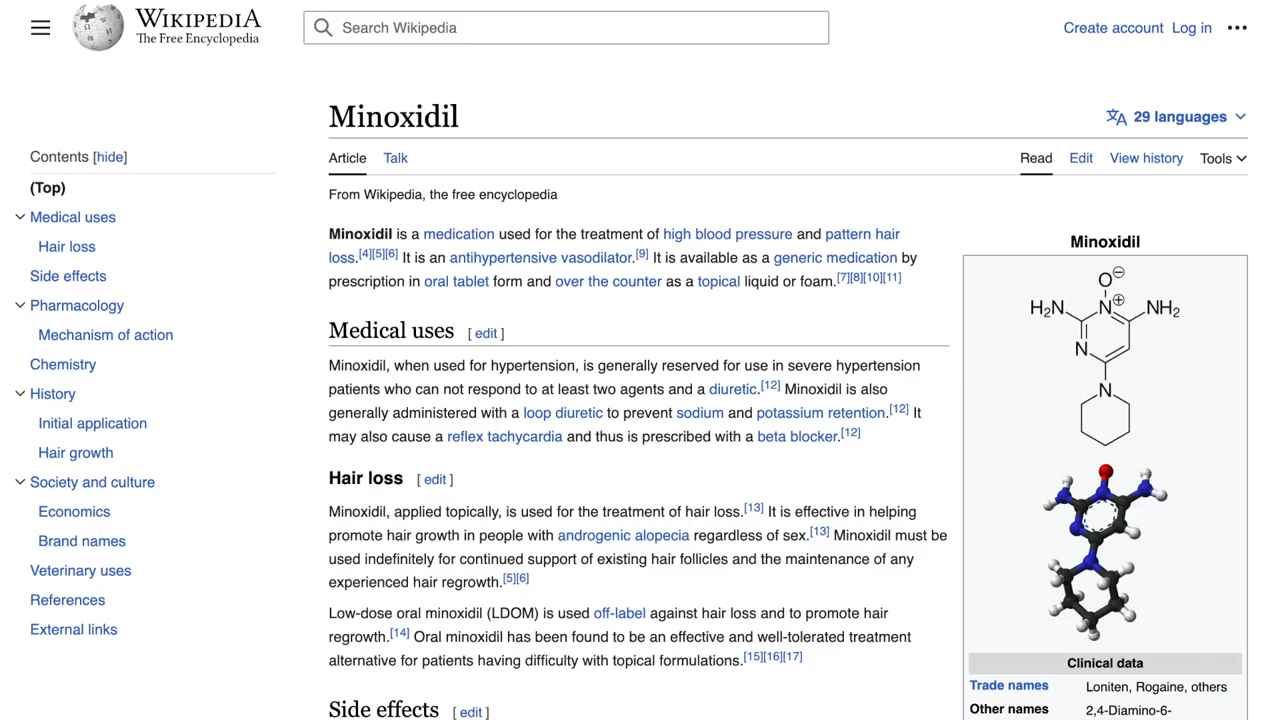 WIKIPEDIA
The Free Encyclopedia
Search Wikipedia
Create account Log in
Contents [hide]
(Top)
Medical uses
Hair loss
Side effects
Pharmacology
Mechanism of action
Chemistry
History
Initial application
Hair growth
Society and culture
Economics
Brand names
Veterinary uses
References
External links
Minoxidil
29 languages
Article Talk
Read Edit View history Tools
From Wikipedia, the free encyclopedia
Minoxidil is a medication used for the treatment of high blood pressure and pattern hair
loss.[4][5][6] It is an antihypertensive vasodilator.[9] It is available as a generic medication by
prescription in oral tablet form and over the counter as a topical liquid or foam.[7][8][10][11]
Medical uses [ edit ]
Minoxidil, when used for hypertension, is generally reserved for use in severe hypertension
patients who can not respond to at least two agents and a diuretic.[12] Minoxidil is also
generally administered with a loop diuretic to prevent sodium and potassium retention.[12] It
may also cause a reflex tachycardia and thus is prescribed with a beta blocker.[12]
Hair loss [ edit ]
Minoxidil, applied topically, is used for the treatment of hair loss.[13] It is effective in helping
promote hair growth in people with androgenic alopecia regardless of sex.[13] Minoxidil must be
used indefinitely for continued support of existing hair follicles and the maintenance of any
experienced hair regrowth.[5][6]
Low-dose oral minoxidil (LDOM) is used off-label against hair loss and to promote hair
regrowth.[14] Oral minoxidil has been found to be an effective and well-tolerated treatment
alternative for patients having difficulty with topical formulations.[15][16][17]
Side effects [ edit ]
Minoxidil
O⊖
H₂N N⊕ NH₂
N
N
Clinical data
Trade names Loniten, Rogaine, others
Other names 2,4-Diamino-6-